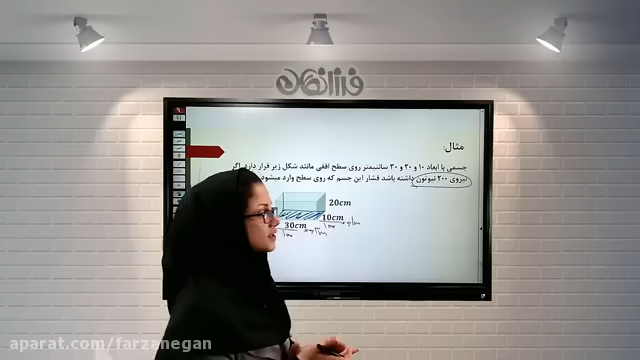 فرزانگان
مثال:
جسمی با ابعاد ۱۰ و ۲۰ و ۳۰ سانتیمتر روی سطح افقی مانند شکل زیر قرار دارد. اگر
نیروی ۲۰۰ نیوتون داشته باشد فشار این جسم که روی سطح وارد میشود
20cm
10cm
30cm
aparat.com/farzanegan